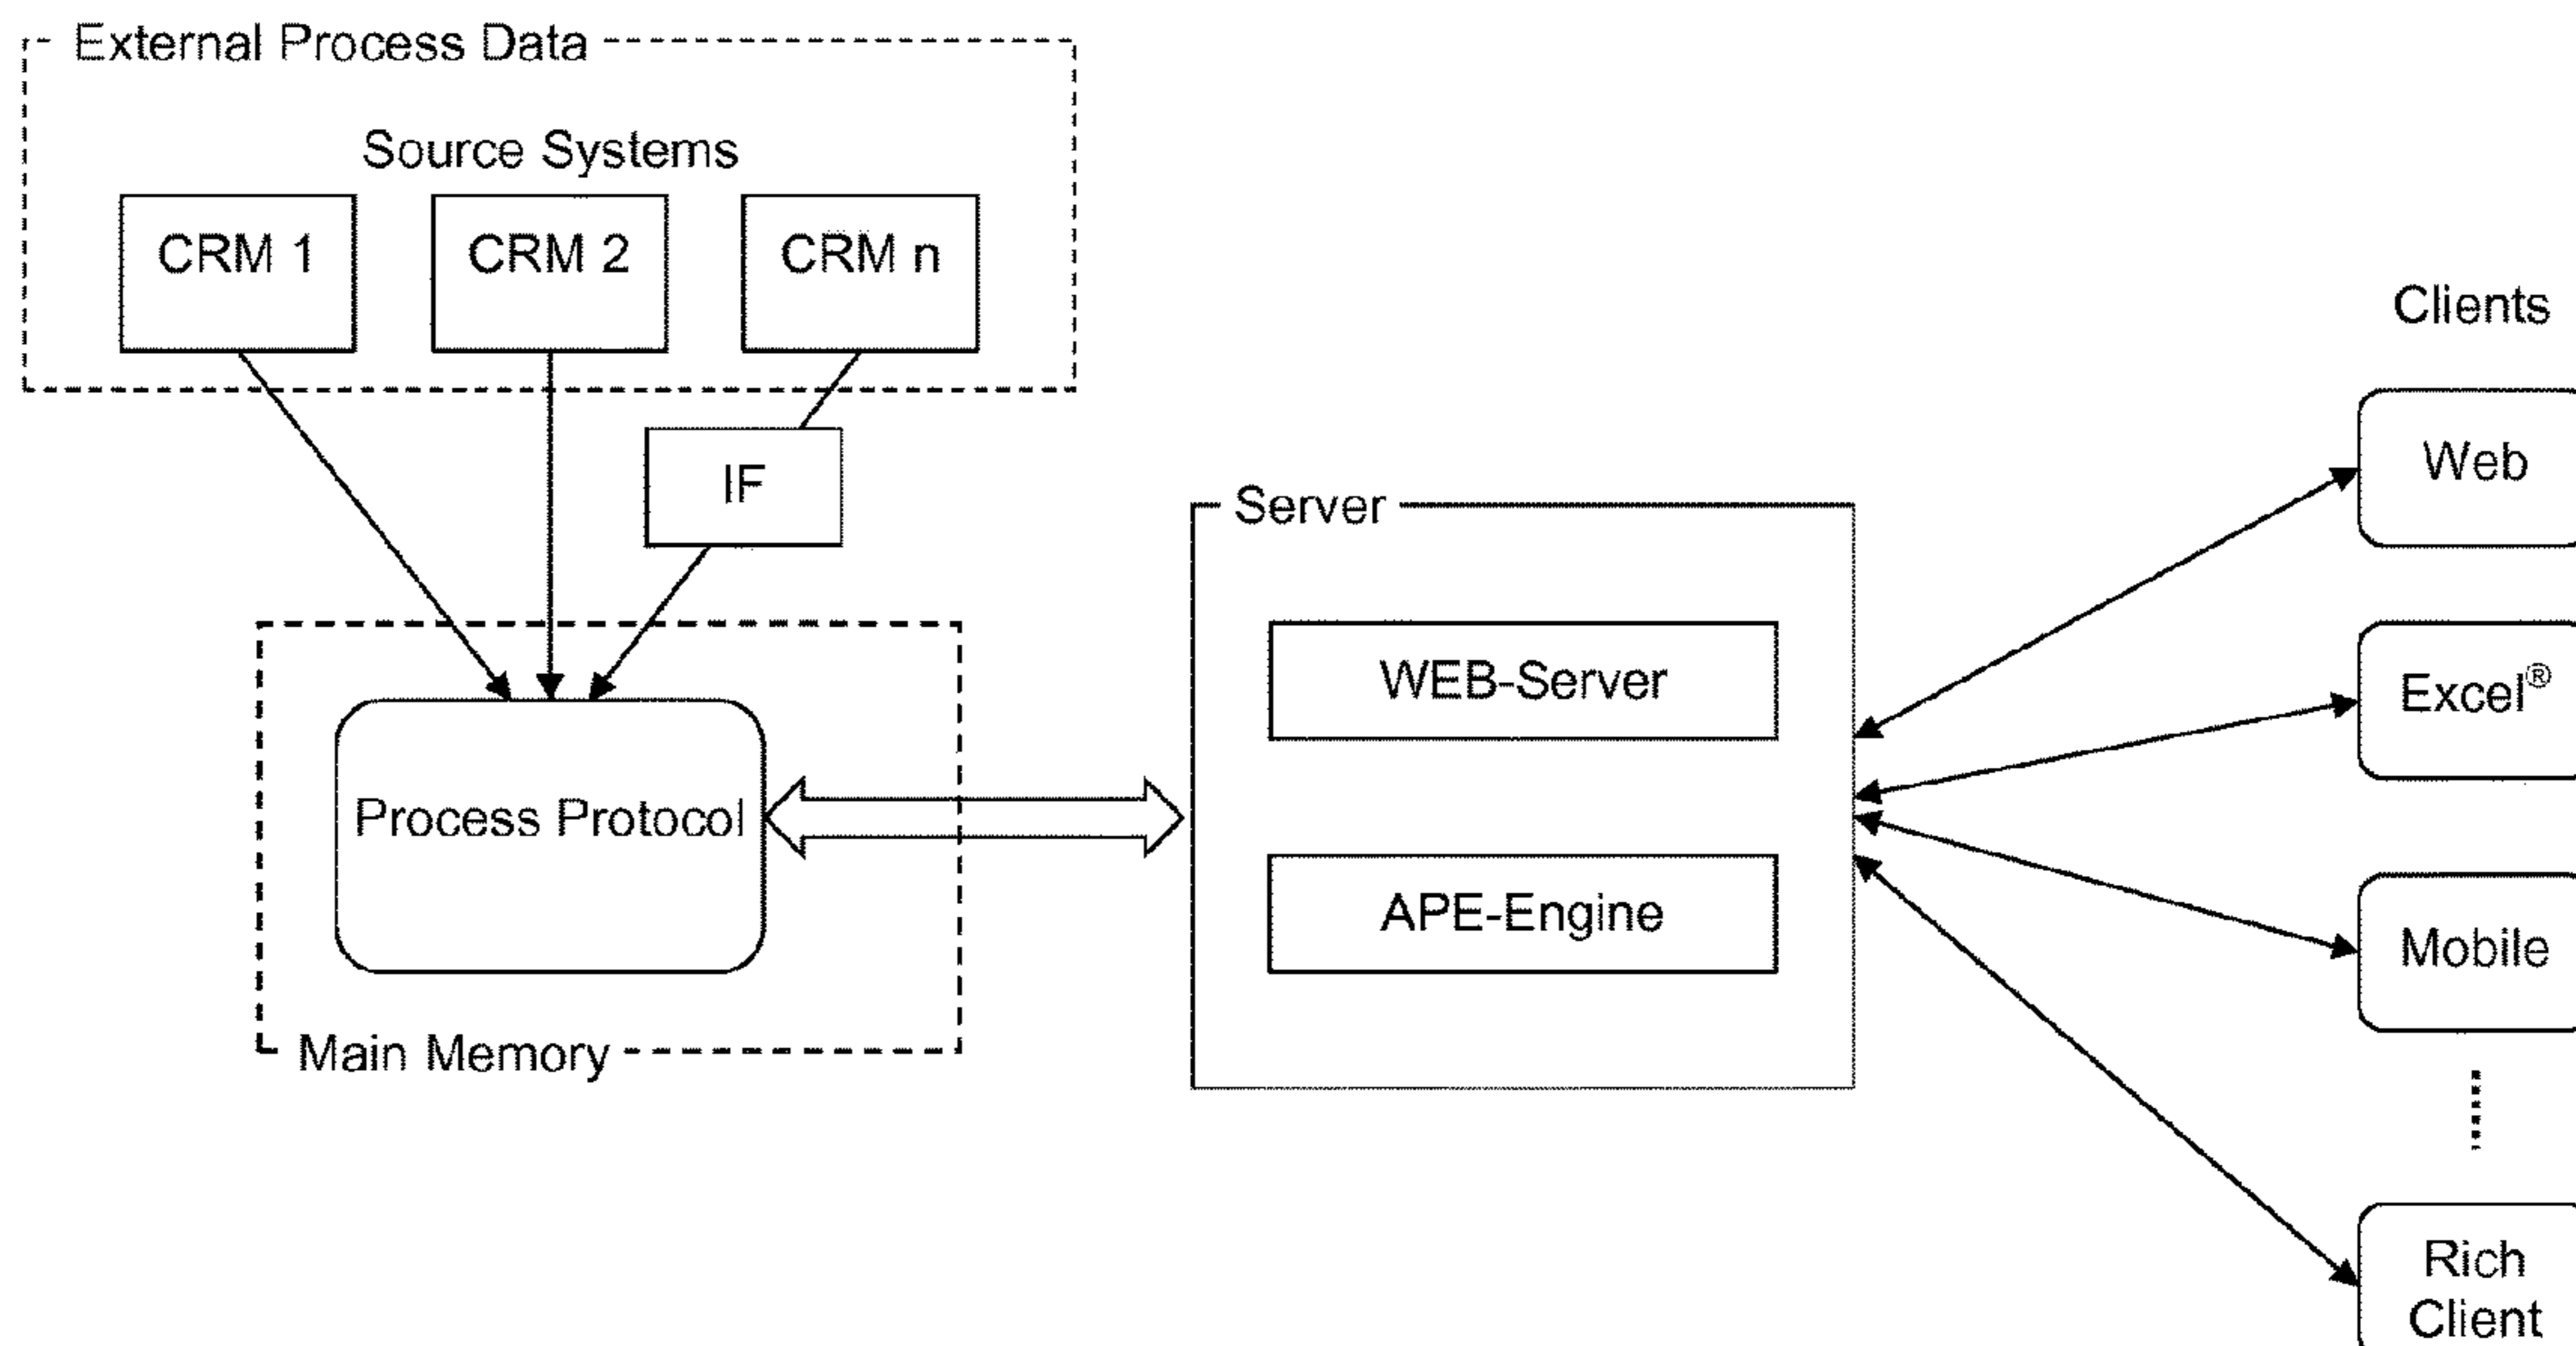 External Process Data
Source Systems
CRM 1
CRM 2
CRM n
IF
Process Protocol
Main Memory
Server
WEB-Server
APE-Engine
Clients
Web
Excel®
Mobile
Rich
Client